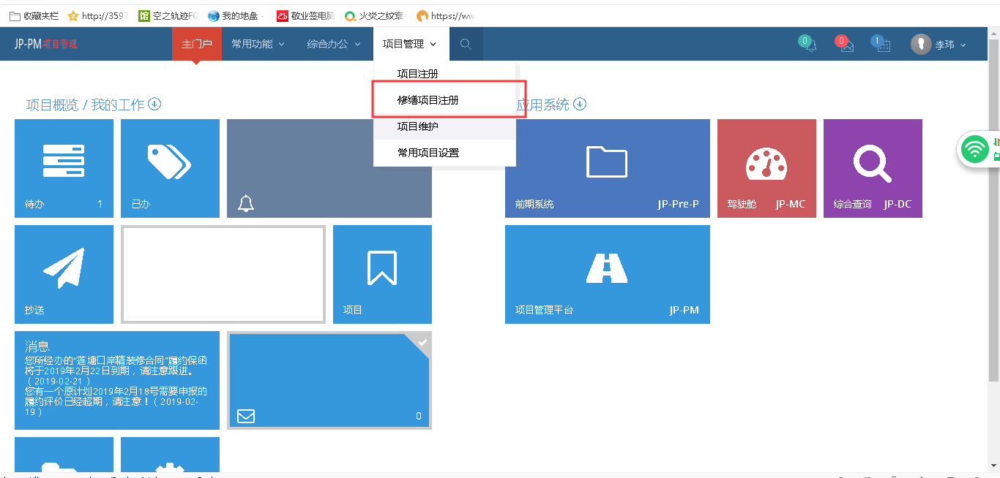 收藏夹栏
http://3597
空之轨迹FC
我的地盘 -
敬业签电脑
火炎之纹章-
https://ww
JP-PM项目管理
主门户
常用功能
综合办公
项目管理
0
0
1
李玮
项目注册
修缮项目注册
项目维护
常用项目设置
项目概览 / 我的工作
应用系统
待办 1
已办
前期系统 JP-Pre-P
驾驶舱 JP-MC
综合查询 JP-DC
抄送
项目
项目管理平台 JP-PM
消息
您所经办的“莲塘口岸精装修合同”履约保函
将于2019年2月22日到期，请注意跟进。
（2019-02-21）
您有一个原计划2019年2月18号需要申报的
履约评价已经超期，请注意！（2019-02-
19）
0